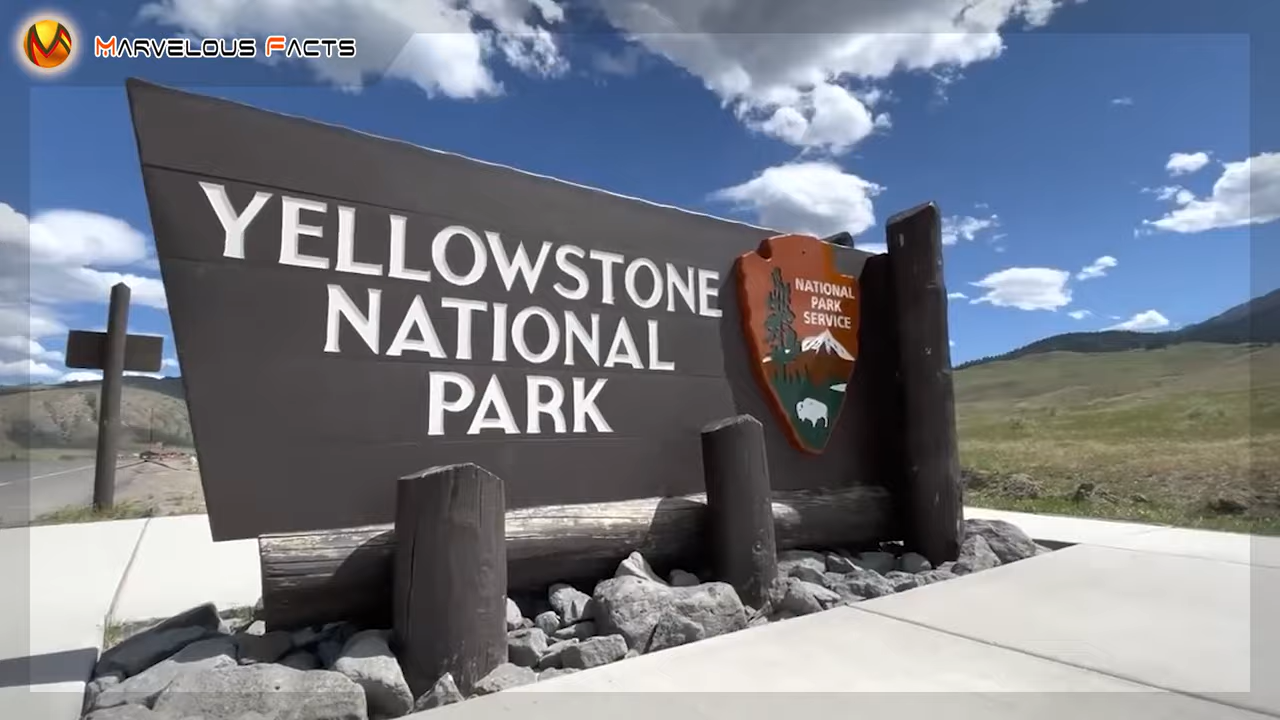 Marvelous Facts
YELLOWSTONE
NATIONAL
PARK
NATIONAL
PARK
SERVICE